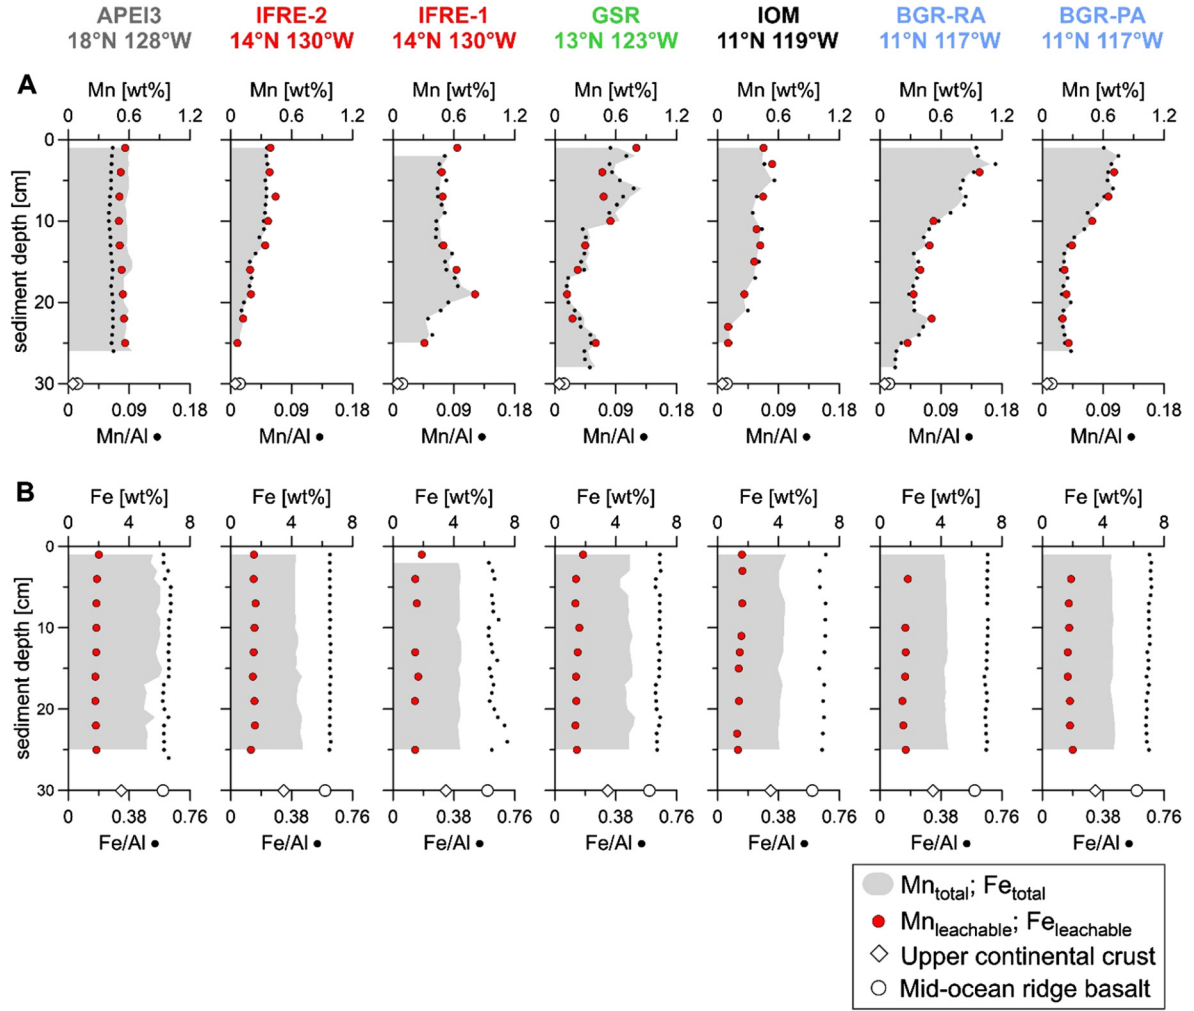 APEI3 IFRE-2 IFRE-1 GSR IOM BGR-RA BGR-PA
18°N 128°W 14°N 130°W 14°N 130°W 13°N 123°W 11°N 119°W 11°N 117°W 11°N 117°W
A Mn [wt%] Mn [wt%] Mn [wt%] Mn [wt%] Mn [wt%] Mn [wt%] Mn [wt%]
0 0.6 1.2 0 0.6 1.2 0 0.6 1.2 0 0.6 1.2 0 0.6 1.2 0 0.6 1.2 0 0.6 1.2
0
10
sediment depth [cm]
20
30
0 0.09 0.18 0 0.09 0.18 0 0.09 0.18 0 0.09 0.18 0 0.09 0.18 0 0.09 0.18 0 0.09 0.18
Mn/Al • Mn/Al • Mn/Al • Mn/Al • Mn/Al • Mn/Al • Mn/Al •
B Fe [wt%] Fe [wt%] Fe [wt%] Fe [wt%] Fe [wt%] Fe [wt%] Fe [wt%]
0 4 8 0 4 8 0 4 8 0 4 8 0 4 8 0 4 8 0 4 8
0
10
sediment depth [cm]
20
30
0 0.38 0.76 0 0.38 0.76 0 0.38 0.76 0 0.38 0.76 0 0.38 0.76 0 0.38 0.76 0 0.38 0.76
Fe/Al • Fe/Al • Fe/Al • Fe/Al • Fe/Al • Fe/Al • Fe/Al •
Mntotal; Fetotal
Mnleachable; Feleachable
Upper continental crust
Mid-ocean ridge basalt